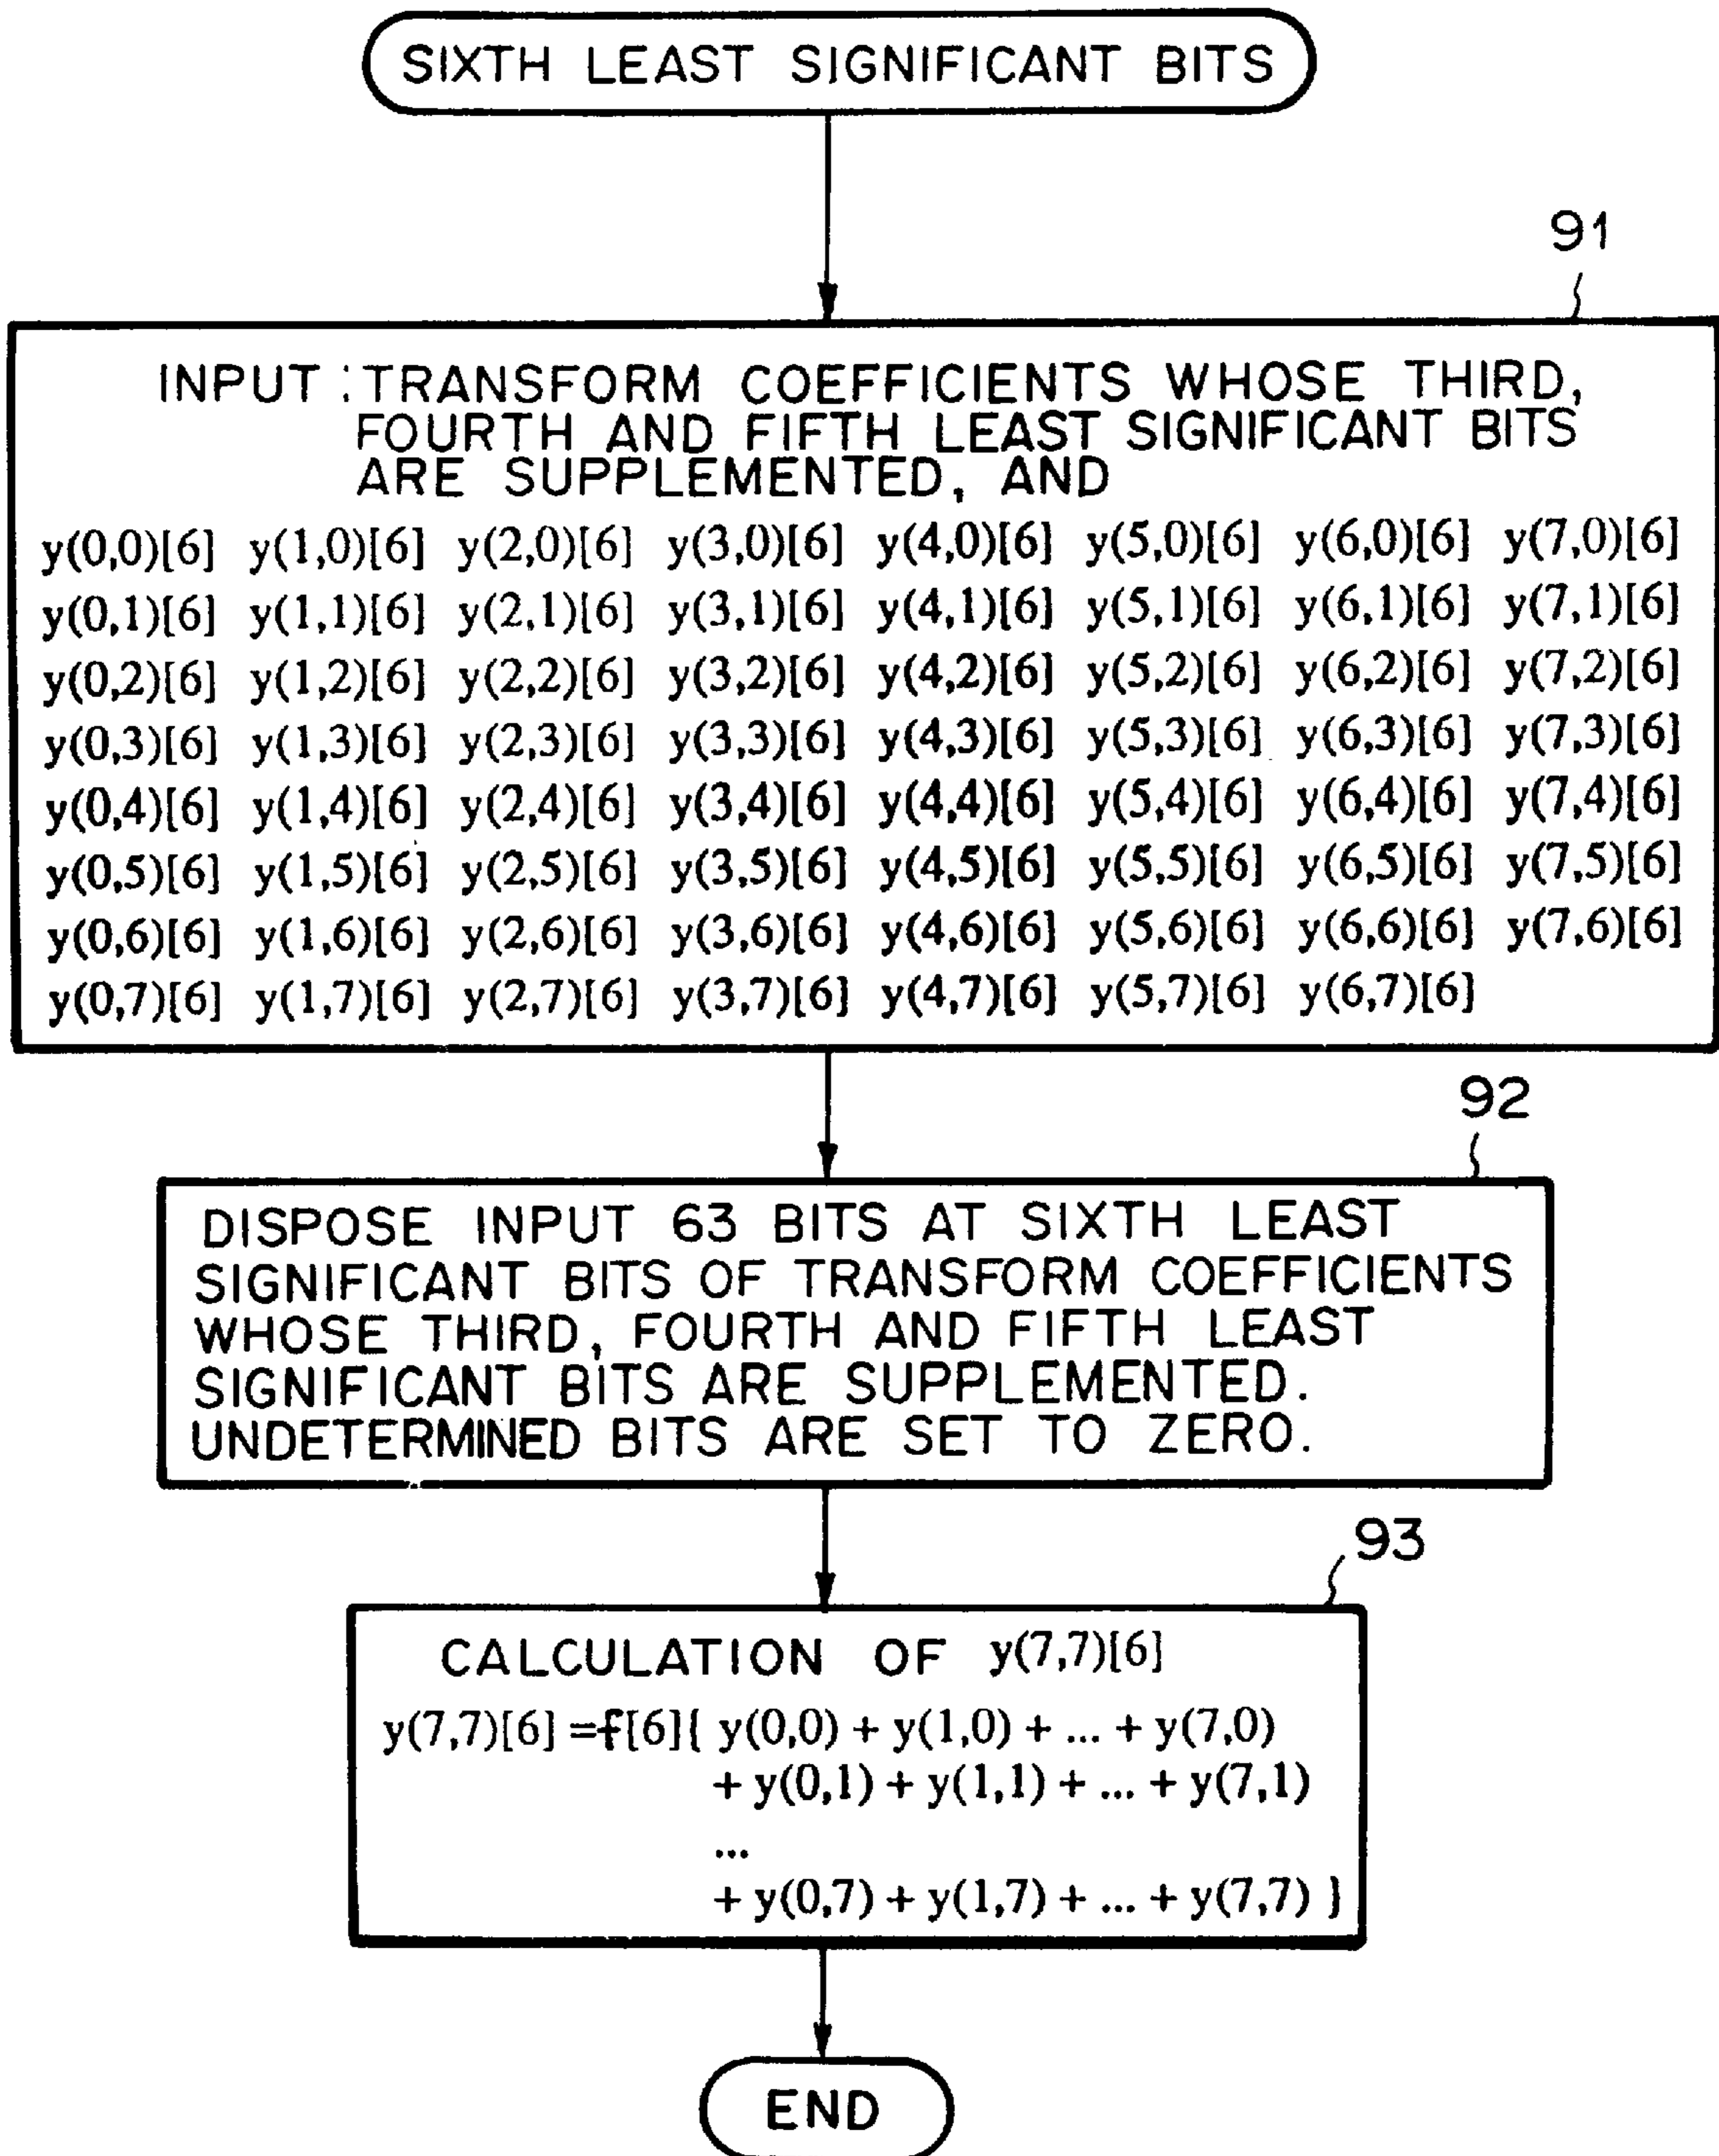 SIXTH LEAST SIGNIFICANT BITS
91
INPUT : TRANSFORM COEFFICIENTS WHOSE THIRD,
FOURTH AND FIFTH LEAST SIGNIFICANT BITS
ARE SUPPLEMENTED, AND
y(0,0)[6] y(1,0)[6] y(2,0)[6] y(3,0)[6] y(4,0)[6] y(5,0)[6] y(6,0)[6] y(7,0)[6]
y(0,1)[6] y(1,1)[6] y(2,1)[6] y(3,1)[6] y(4,1)[6] y(5,1)[6] y(6,1)[6] y(7,1)[6]
y(0,2)[6] y(1,2)[6] y(2,2)[6] y(3,2)[6] y(4,2)[6] y(5,2)[6] y(6,2)[6] y(7,2)[6]
y(0,3)[6] y(1,3)[6] y(2,3)[6] y(3,3)[6] y(4,3)[6] y(5,3)[6] y(6,3)[6] y(7,3)[6]
y(0,4)[6] y(1,4)[6] y(2,4)[6] y(3,4)[6] y(4,4)[6] y(5,4)[6] y(6,4)[6] y(7,4)[6]
y(0,5)[6] y(1,5)[6] y(2,5)[6] y(3,5)[6] y(4,5)[6] y(5,5)[6] y(6,5)[6] y(7,5)[6]
y(0,6)[6] y(1,6)[6] y(2,6)[6] y(3,6)[6] y(4,6)[6] y(5,6)[6] y(6,6)[6] y(7,6)[6]
y(0,7)[6] y(1,7)[6] y(2,7)[6] y(3,7)[6] y(4,7)[6] y(5,7)[6] y(6,7)[6]
92
DISPOSE INPUT 63 BITS AT SIXTH LEAST
SIGNIFICANT BITS OF TRANSFORM COEFFICIENTS
WHOSE THIRD, FOURTH AND FIFTH LEAST
SIGNIFICANT BITS ARE SUPPLEMENTED.
UNDETERMINED BITS ARE SET TO ZERO.
93
CALCULATION OF y(7,7)[6]
y(7,7)[6] =f[6]{ y(0,0) + y(1,0) + ... + y(7,0)
+ y(0,1) + y(1,1) + ... + y(7,1)
...
+ y(0,7) + y(1,7) + ... + y(7,7) }
END